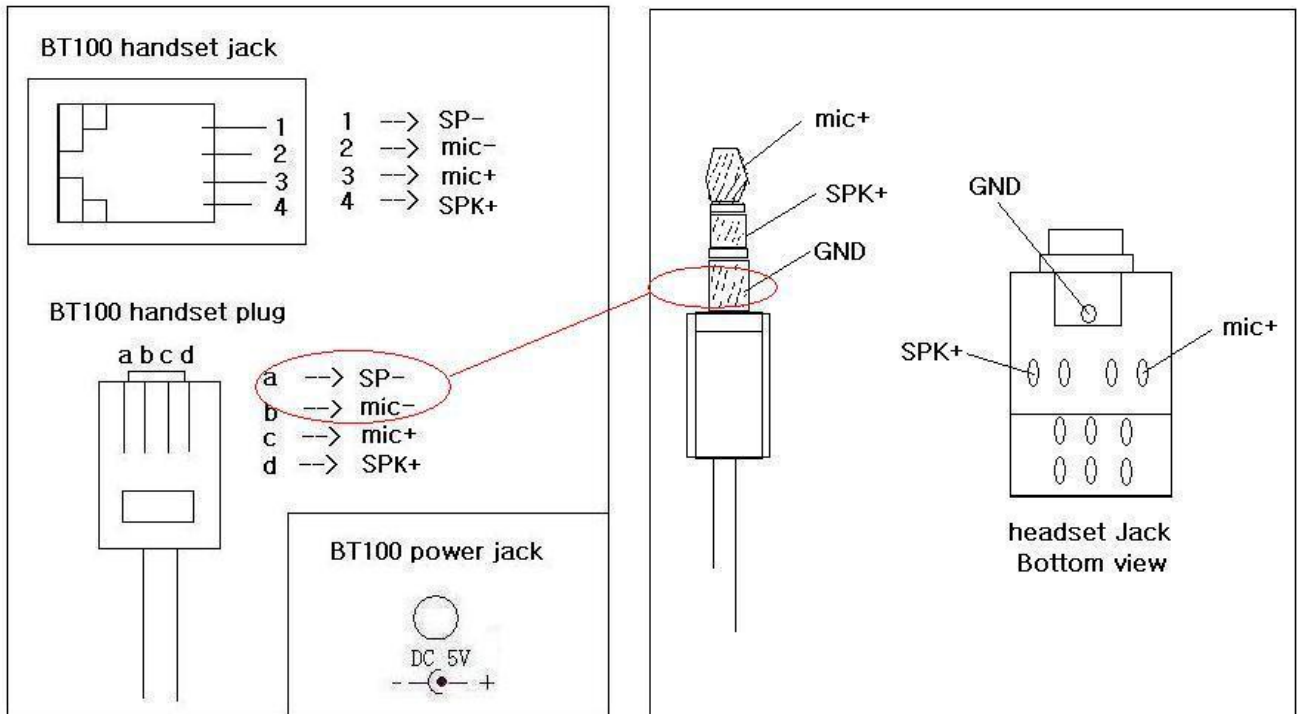 BT100 handset jack
1
2
3
4
1 --> SP-
2 --> mic-
3 --> mic+
4 --> SPK+
BT100 handset plug
a b c d
a --> SP-
b --> mic-
c --> mic+
d --> SPK+
BT100 power jack
DC 5V
- +
mic+
SPK+
GND
GND
SPK+
mic+
headset Jack
Bottom view